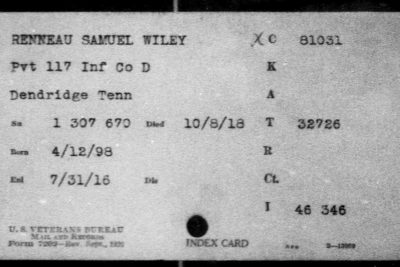 RENNEAU SAMUEL WILEY X C 81031
Pvt 117 Inf Co D K
Dendridge Tenn A
Sn 1 307 670 Died 10/8/18 T 32726
Born 4/12/98 R
Enl 7/31/16 Dis Ct.
I 46 346
U. S. VETERANS BUREAU
MAIL AND RECORDS
Form 7202—Rev. Sept., 1921 INDEX CARD